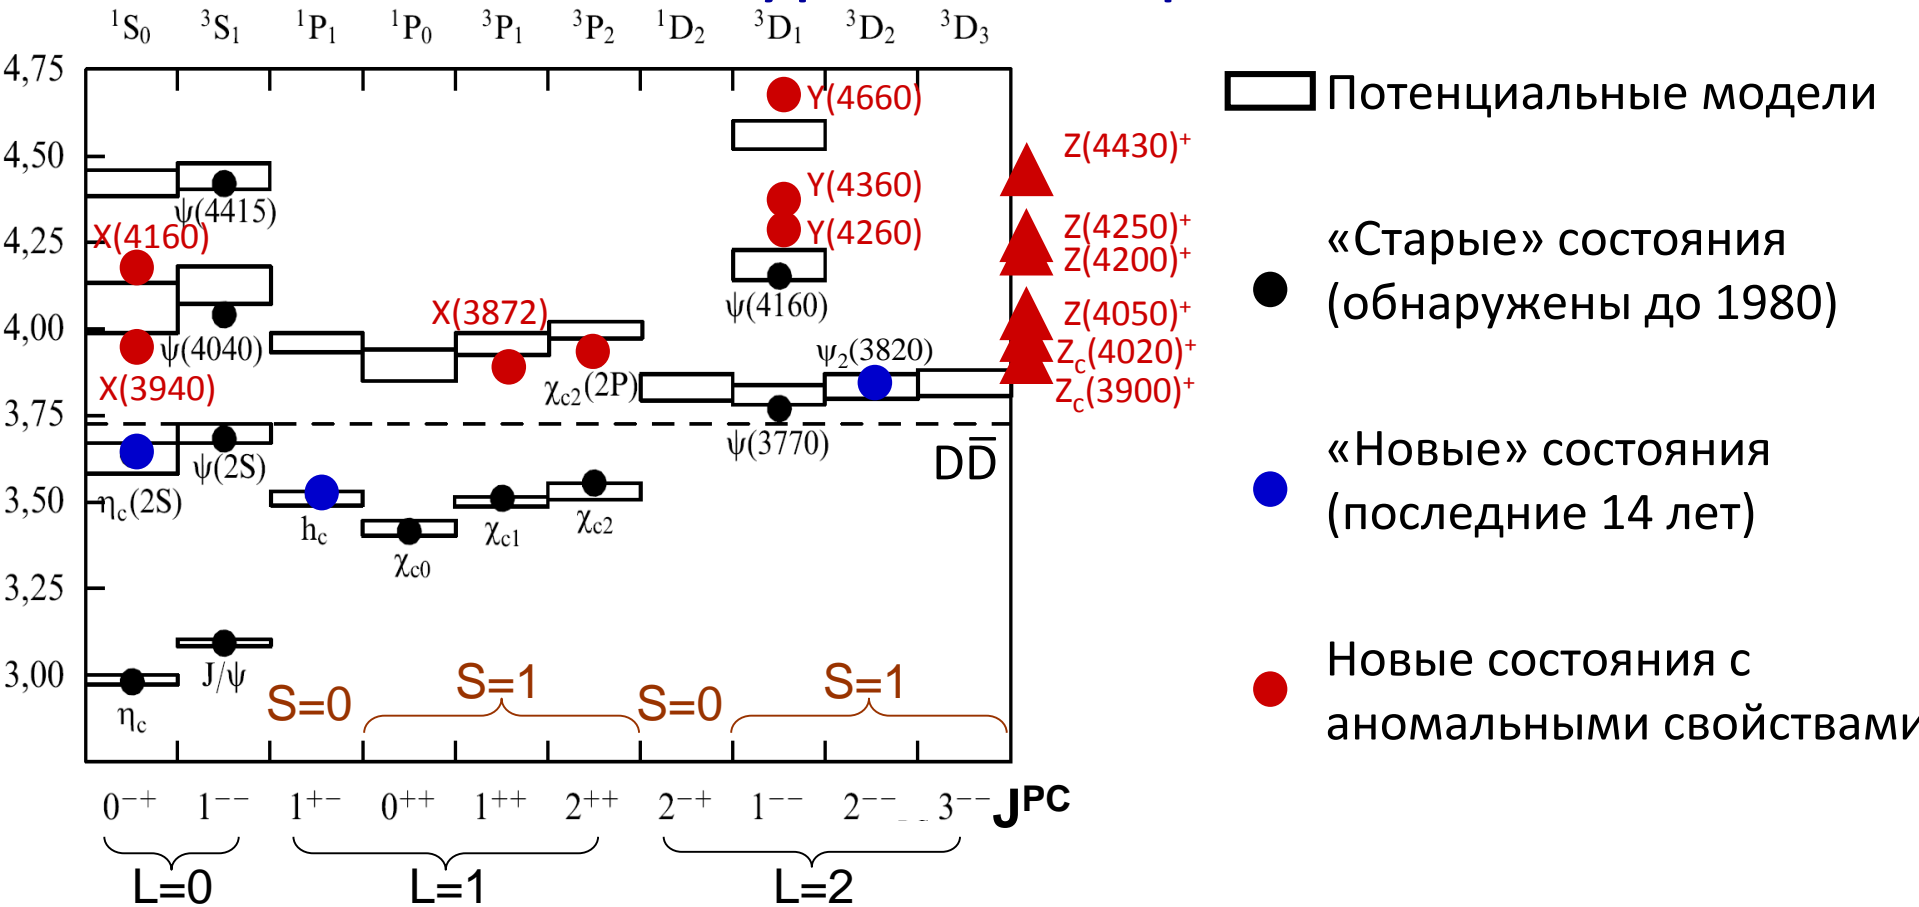 ¹S₀ ³S₁ ¹P₁ ¹P₀ ³P₁ ³P₂ ¹D₂ ³D₁ ³D₂ ³D₃
4,75
4,50
4,25
4,00
3,75
3,50
3,25
3,00
Y(4660)
Y(4360)
Y(4260)
ψ(4415)
X(4160)
ψ(4160)
X(3872)
ψ(4040)
ψ₂(3820)
X(3940)
χc2(2P)
ψ(3770)
DD̅
ψ(2S)
ηc(2S)
hc
χc0
χc1
χc2
J/ψ
ηc
S=0
S=1
S=0
S=1
Z(4430)⁺
Z(4250)⁺
Z(4200)⁺
Z(4050)⁺
Zc(4020)⁺
Zc(3900)⁺
0⁻⁺ 1⁻⁻ 1⁺⁻ 0⁺⁺ 1⁺⁺ 2⁺⁺ 2⁻⁺ 1⁻⁻ 2⁻⁻ 3⁻⁻ Jᴾᶜ
L=0 L=1 L=2
Потенциальные модели
«Старые» состояния
(обнаружены до 1980)
«Новые» состояния
(последние 14 лет)
Новые состояния с
аномальными свойствами